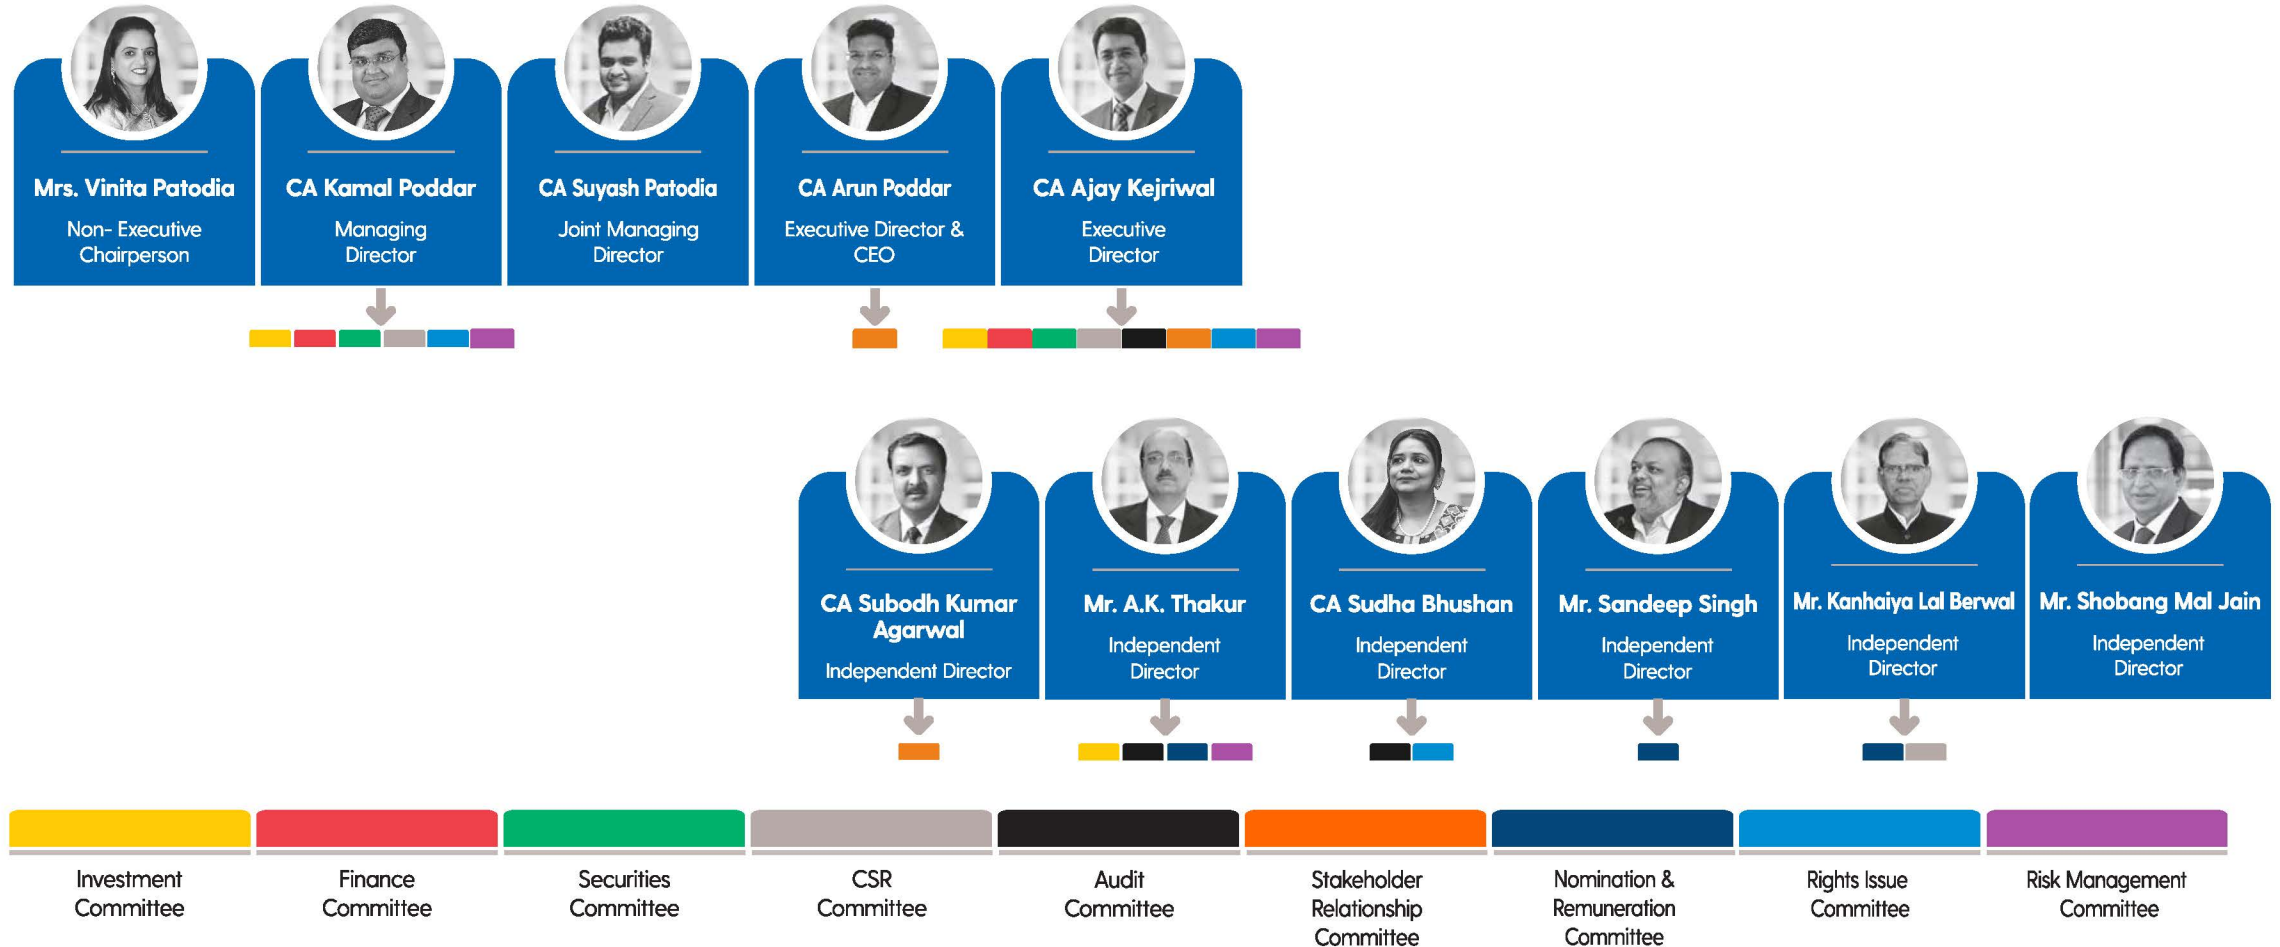 Mrs. Vinita Patodia
Non- Executive
Chairperson
CA Kamal Poddar
Managing
Director
CA Suyash Patodia
Joint Managing
Director
CA Arun Poddar
Executive Director &
CEO
CA Ajay Kejriwal
Executive
Director
CA Subodh Kumar
Agarwal
Independent Director
Mr. A.K. Thakur
Independent
Director
CA Sudha Bhushan
Independent
Director
Mr. Sandeep Singh
Independent
Director
Mr. Kanhaiya Lal Berwal
Independent
Director
Mr. Shobang Mal Jain
Independent
Director
Investment
Committee
Finance
Committee
Securities
Committee
CSR
Committee
Audit
Committee
Stakeholder
Relationship
Committee
Nomination &
Remuneration
Committee
Rights Issue
Committee
Risk Management
Committee